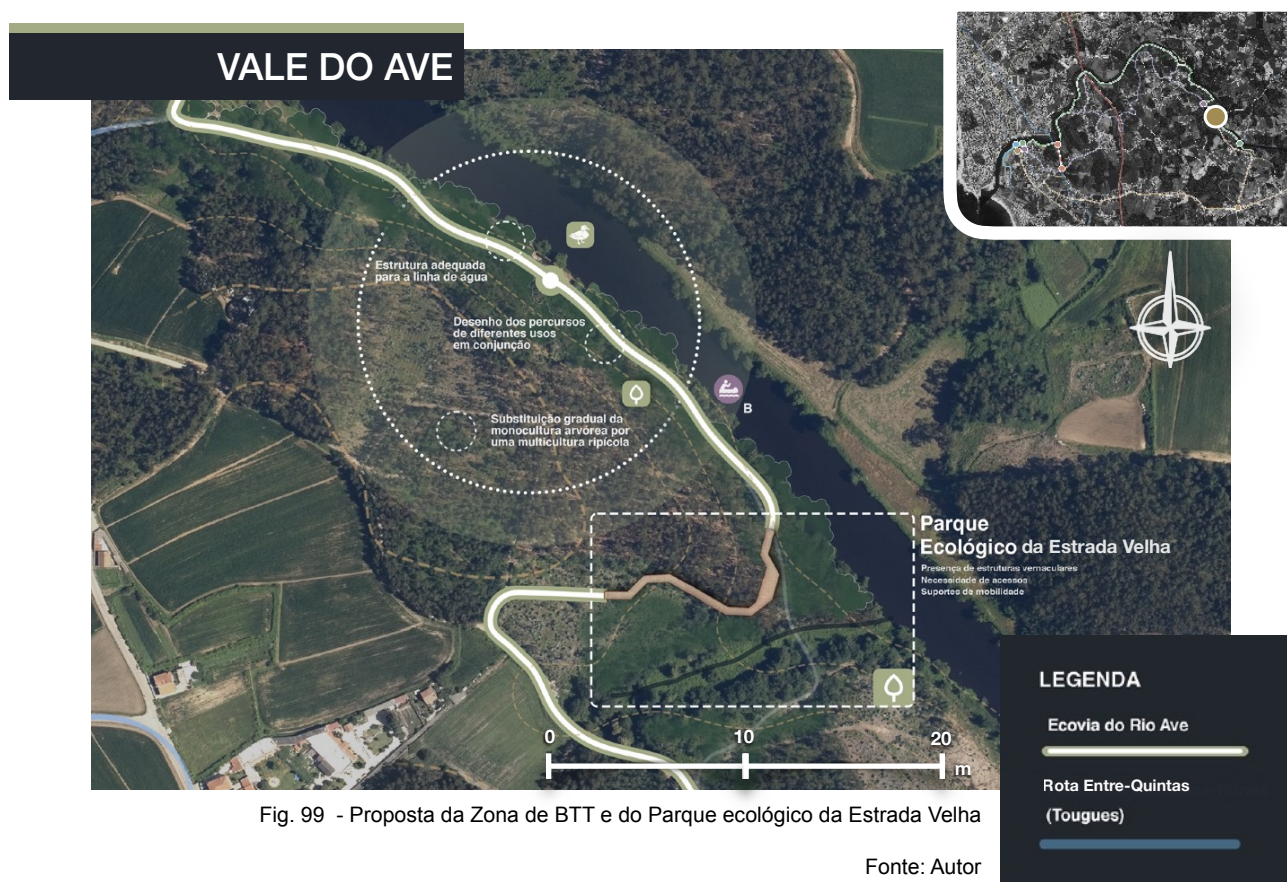 VALE DO AVE
Estrutura adequada
para a linha de água
Desenho dos percursos
de diferentes usos
em conjunção
Substituição gradual da
monocultura arvórea por
uma multicultura ripícola
B
Parque
Ecológico da Estrada Velha
Presença de estruturas vernaculares
Necessidade de acessos
Suportes de mobilidade
0 10 20
m
LEGENDA
Ecovia do Rio Ave
Rota Entre-Quintas
(Tougues)
Fig. 99 - Proposta da Zona de BTT e do Parque ecológico da Estrada Velha
Fonte: Autor